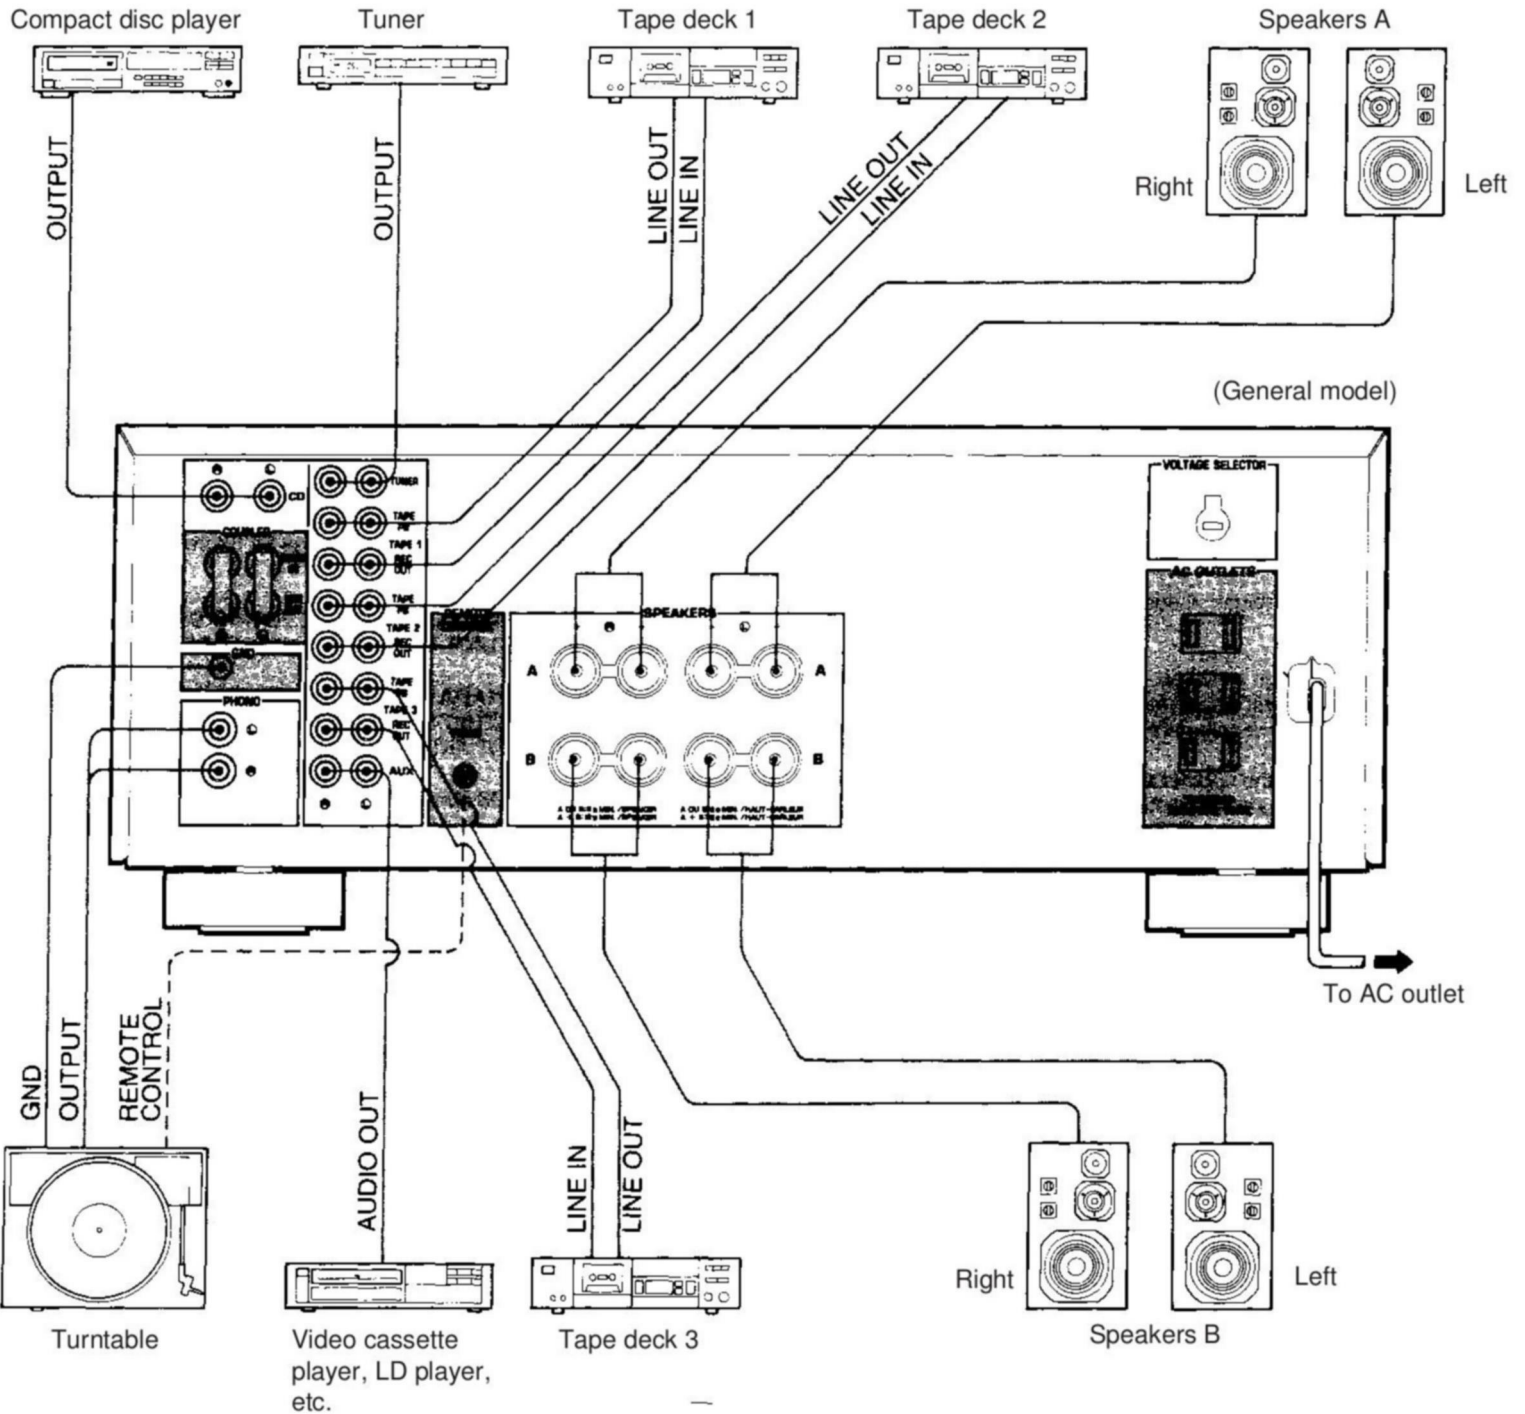 Compact disc player
Tuner
Tape deck 1
Tape deck 2
Speakers A
OUTPUT
OUTPUT
LINE OUT
LINE IN
LINE OUT
LINE IN
Right
Left
(General model)
VOLTAGE SELECTOR
R
L
CD
TUNER
TAPE PB
TAPE 1
REC OUT
TAPE PB
TAPE 2
REC OUT
TAPE PB
TAPE 3
REC OUT
AUX
R
L
COUPLER
GND
PHONO
L
R
REMOTE
SPEAKERS
R
L
A
A
B
B
AC OUTLETS
To AC outlet
GND
OUTPUT
REMOTE
CONTROL
AUDIO OUT
LINE IN
LINE OUT
Right
Left
Turntable
Video cassette
player, LD player,
etc.
Tape deck 3
Speakers B